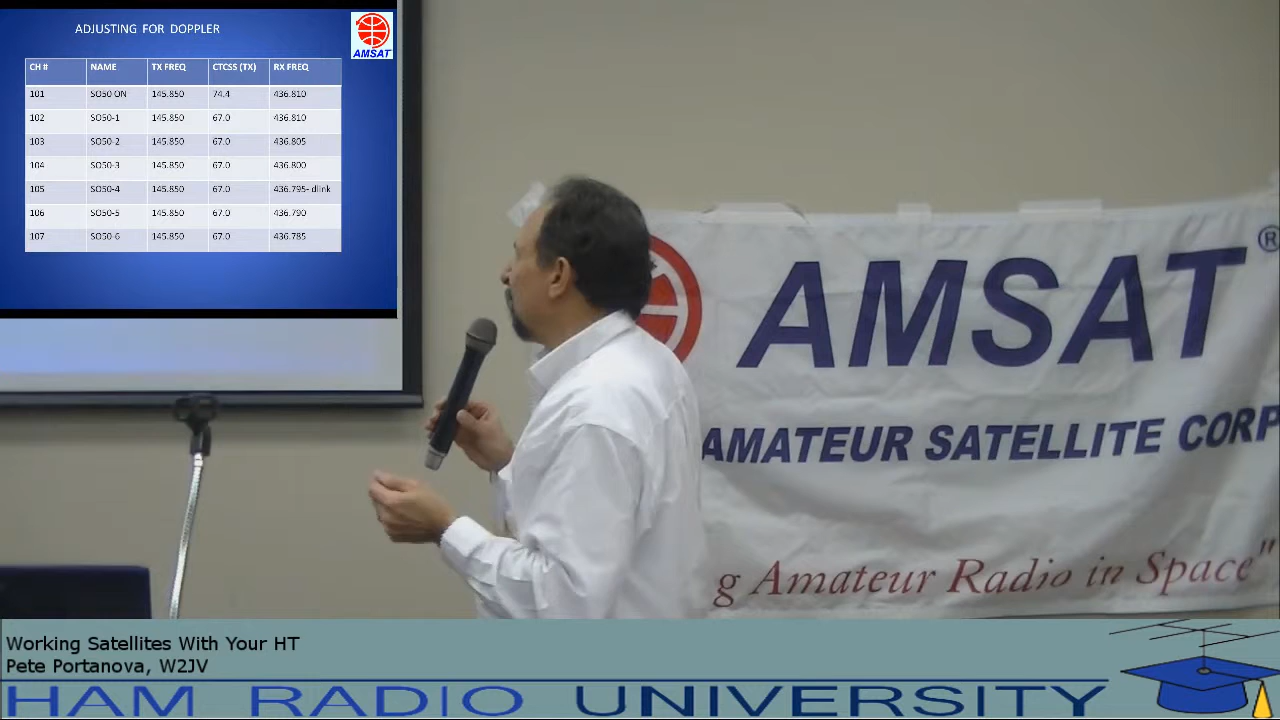 ADJUSTING FOR DOPPLER
AMSAT
CH # NAME TX FREQ CTCSS (TX) RX FREQ
101 SO50 ON 145.850 74.4 436.810
102 SO50-1 145.850 67.0 436.810
103 SO50-2 145.850 67.0 436.805
104 SO50-3 145.850 67.0 436.800
105 SO50-4 145.850 67.0 436.795- dlink
106 SO50-5 145.850 67.0 436.790
107 SO50-6 145.850 67.0 436.785
AMSAT®
AMATEUR SATELLITE CORP
g Amateur Radio in Space"
Working Satellites With Your HT
Pete Portanova, W2JV
HAM RADIO UNIVERSITY